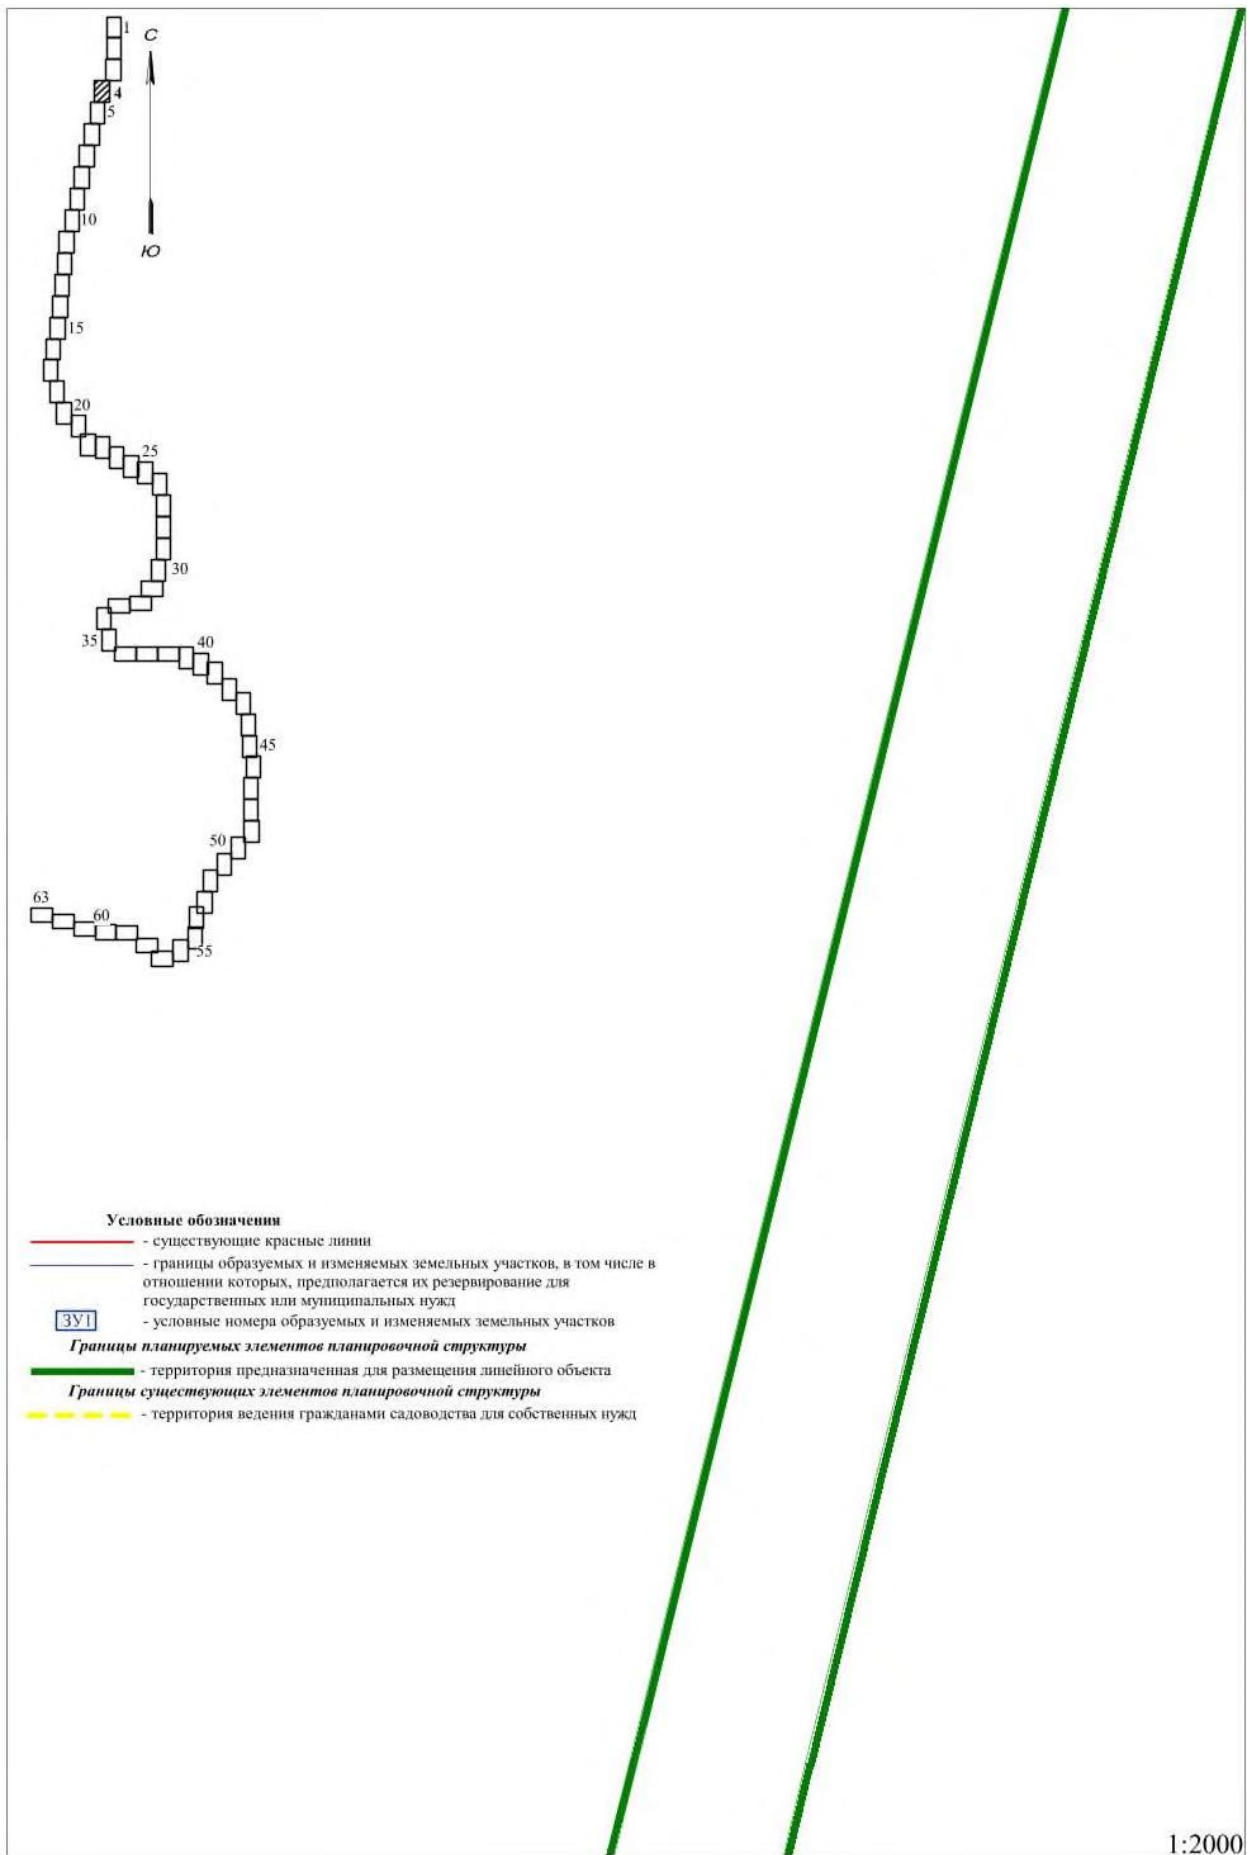 1
С
4
5
10
Ю
15
20
25
30
35
40
45
50
63
60
55
Условные обозначения
- существующие красные линии
- границы образуемых и изменяемых земельных участков, в том числе в
отношении которых, предполагается их резервирование для
государственных или муниципальных нужд
ЗУ1
- условные номера образуемых и изменяемых земельных участков
Границы планируемых элементов планировочной структуры
- территория предназначенная для размещения линейного объекта
Границы существующих элементов планировочной структуры
- территория ведения гражданами садоводства для собственных нужд
1:2000